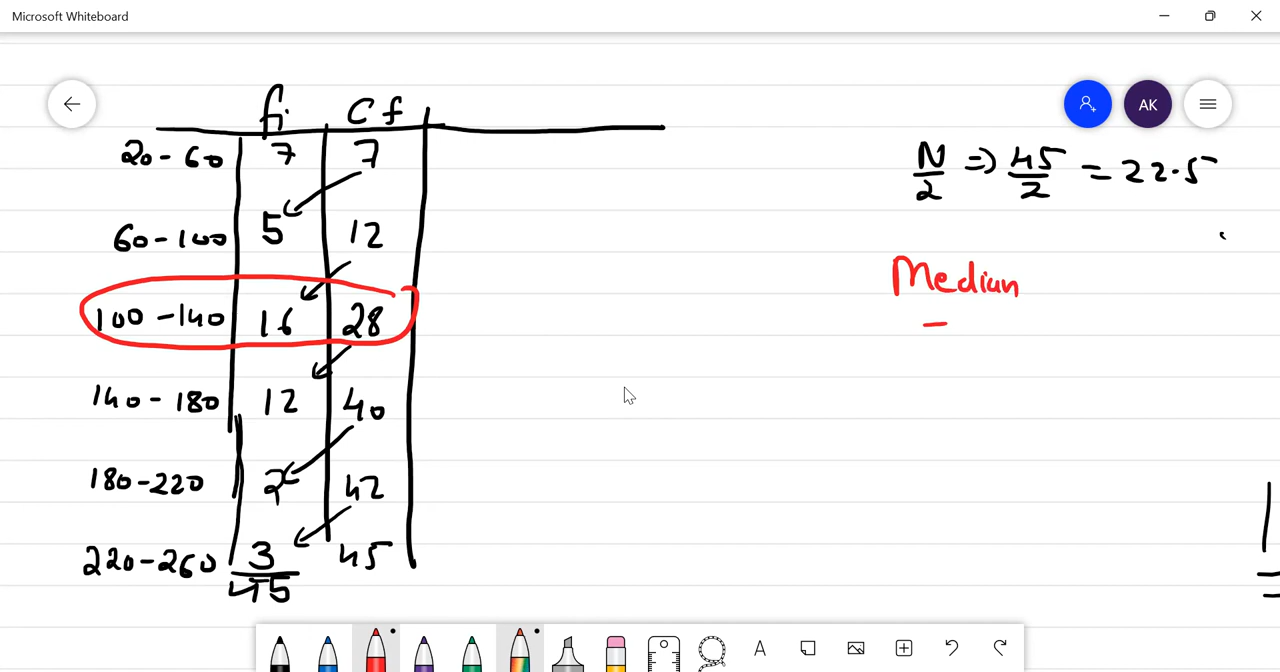 Microsoft Whiteboard
AK
fi Cf
20-60 7 7
60-100 5 12
100-140 16 28
140-180 12 40
180-220 2 42
220-260 3 45
45
N/2 => 45/2 = 22.5
Median
A